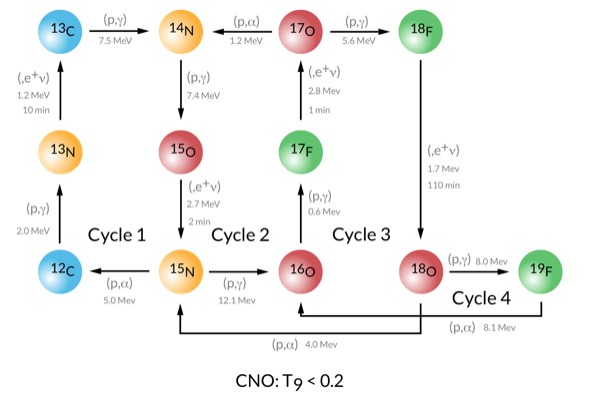 13C
(p,γ)
7.5 MeV
14N
(p,α)
1.2 MeV
17O
(p,γ)
5.6 MeV
18F
(,e+ν)
1.2 MeV
10 min
(p,γ)
7.4 MeV
(,e+ν)
2.8 Mev
1 min
13N
15O
17F
(,e+ν)
1.7 Mev
110 min
(p,γ)
2.0 MeV
(,e+ν)
2.7 MeV
2 min
(p,γ)
0.6 Mev
Cycle 1
Cycle 2
Cycle 3
12C
(p,α)
5.0 Mev
15N
(p,γ)
12.1 Mev
16O
18O
(p,γ) 8.0 Mev
19F
Cycle 4
(p,α) 8.1 Mev
(p,α) 4.0 Mev
CNO: T9 < 0.2